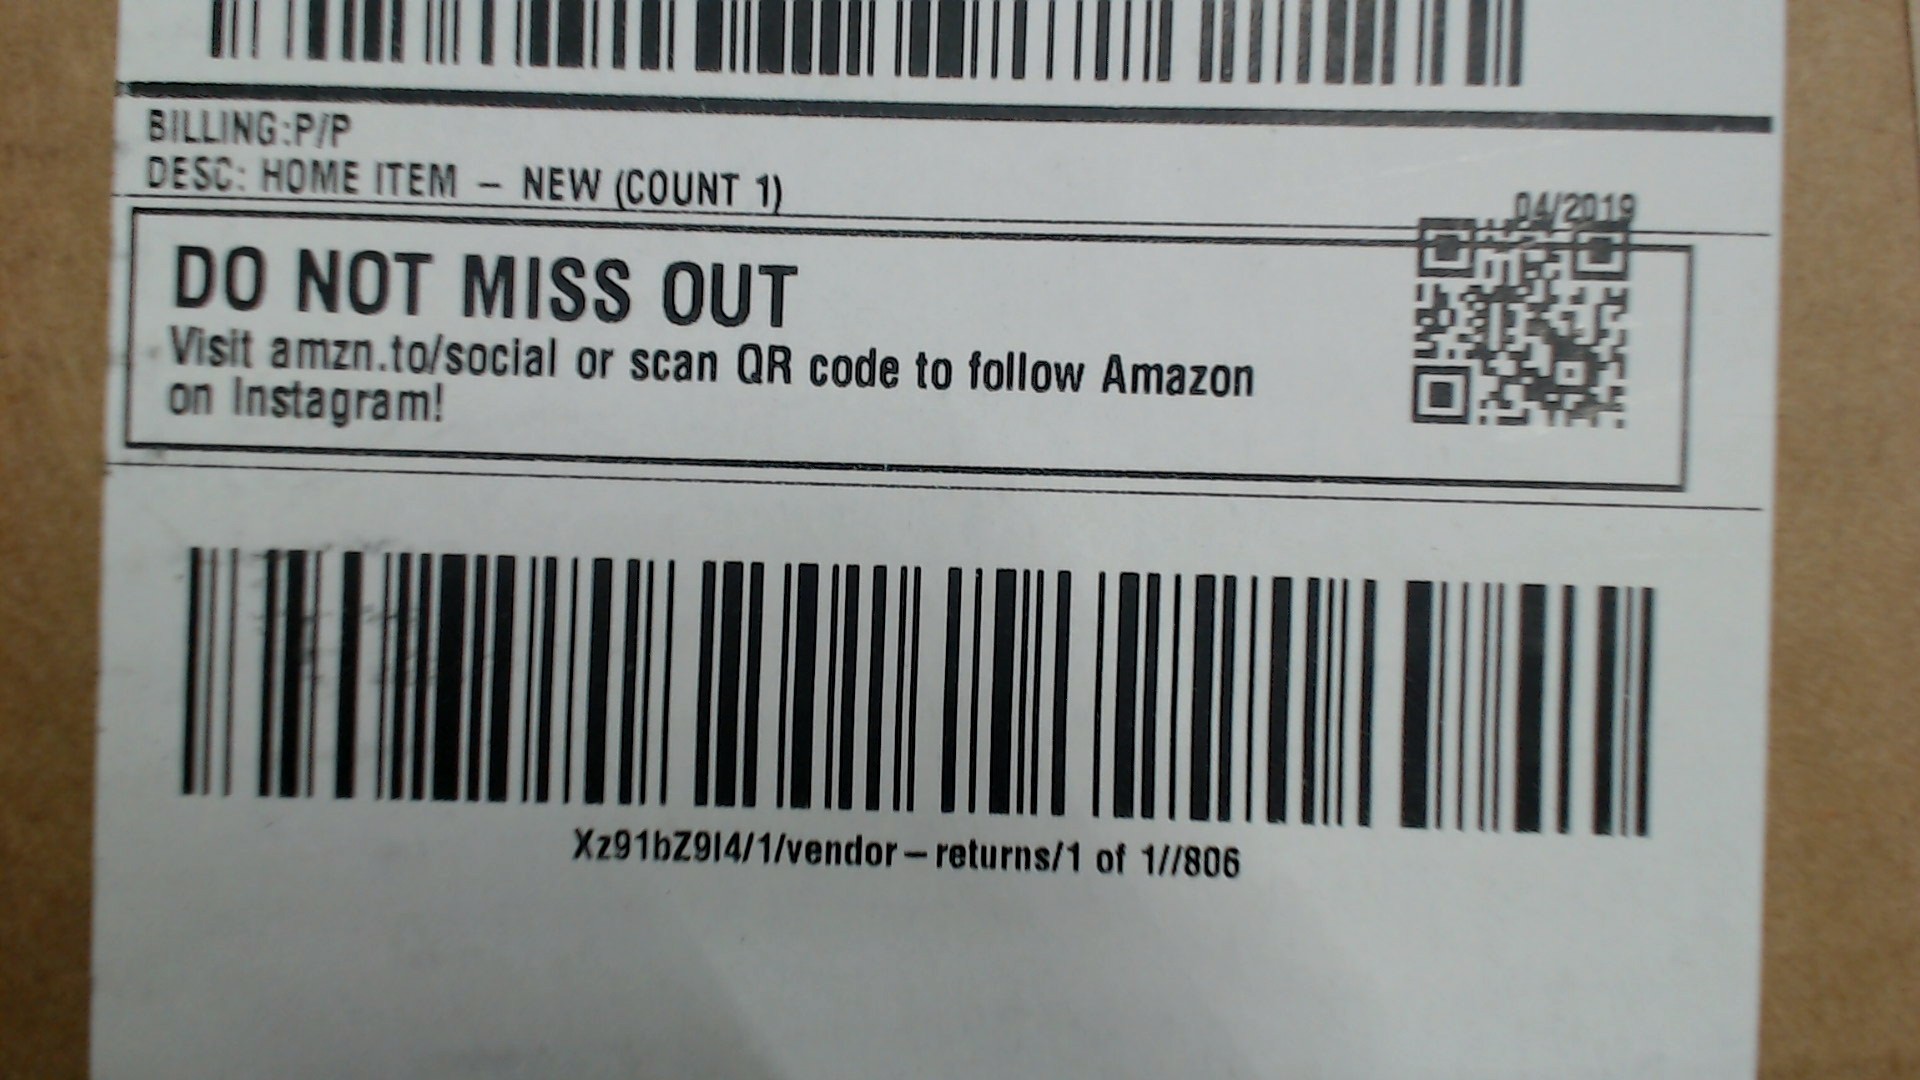 BILLING:P/P
DESC: HOME ITEM – NEW (COUNT 1)
04/2019
DO NOT MISS OUT
Visit amzn.to/social or scan QR code to follow Amazon
on Instagram!
Xz91bZ9I4/1/vendor–returns/1 of 1//806